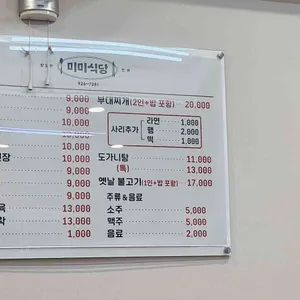 미미식당
9,000
9,000
10,000
10,000
10,000
장 10,000
10,000
9,000
9,000
13,000
13,000
1,000
부대찌개(2인+밥 포함) 20,000
사리추가
라면 1,000
햄 2,000
떡 1,000
도가니탕 11,000
(특) 13,000
옛날 불고기(1인+밥 포함) 17,000
주류&음료
소주 5,000
맥주 5,000
음료 2,000